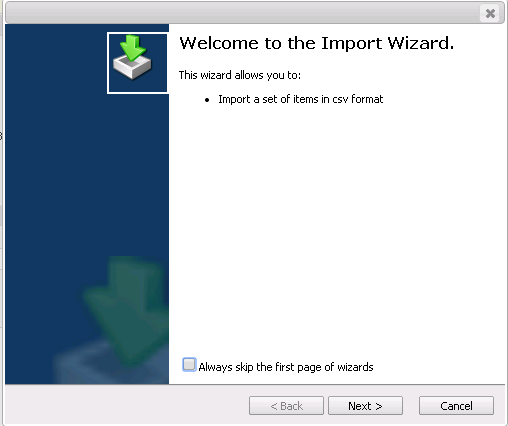 Welcome to the Import Wizard.
This wizard allows you to:
• Import a set of items in csv format
Always skip the first page of wizards
< Back
Next >
Cancel